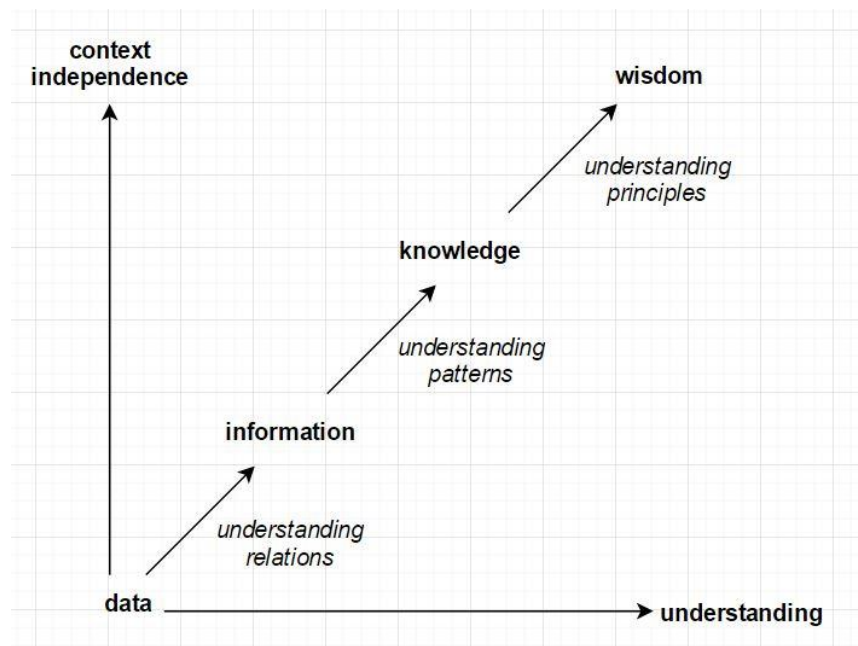 context
independence
wisdom
understanding
principles
knowledge
understanding
patterns
information
understanding
relations
data
understanding